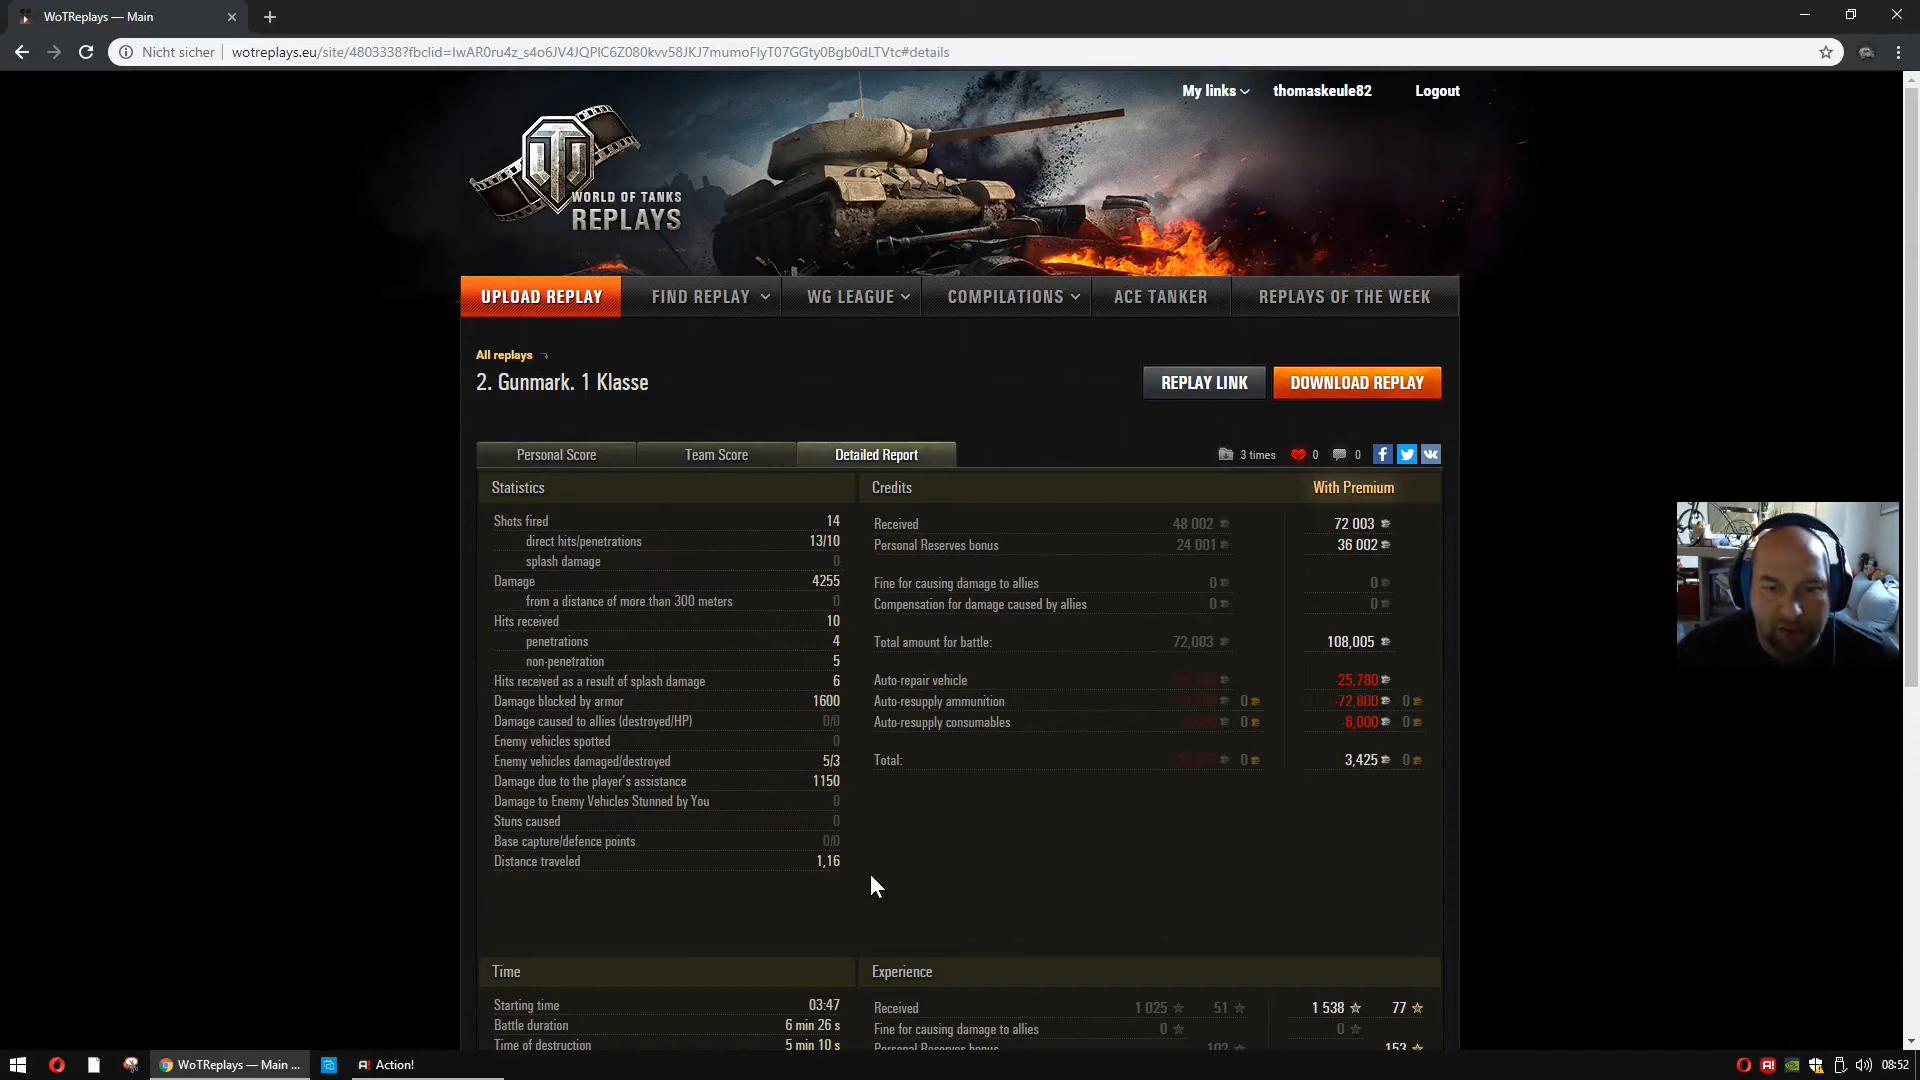 WoTReplays — Main
Nicht sicher
wotreplays.eu/site/4803338?fbclid=IwAR0ru4z_s4o6JV4JQPIC6Z080kvv58JKJ7mumoFlyT07GGty0Bgb0dLTVtc#details
My links thomaskeule82 Logout
WORLD OF TANKS
REPLAYS
UPLOAD REPLAY FIND REPLAY WG LEAGUE COMPILATIONS ACE TANKER REPLAYS OF THE WEEK
All replays
2. Gunmark. 1 Klasse
REPLAY LINK DOWNLOAD REPLAY
Personal Score Team Score Detailed Report 3 times 0 0
Statistics
Shots fired 14
direct hits/penetrations 13/10
splash damage 0
Damage 4255
from a distance of more than 300 meters 0
Hits received 10
penetrations 4
non-penetration 5
Hits received as a result of splash damage 6
Damage blocked by armor 1600
Damage caused to allies (destroyed/HP) 0/0
Enemy vehicles spotted 0
Enemy vehicles damaged/destroyed 5/3
Damage due to the player's assistance 1150
Damage to Enemy Vehicles Stunned by You 0
Stuns caused 0
Base capture/defence points 0/0
Distance traveled 1,16
Credits With Premium
Received 48 002 72 003
Personal Reserves bonus 24 001 36 002
Fine for causing damage to allies 0 0
Compensation for damage caused by allies 0 0
Total amount for battle: 72,003 108,005
Auto-repair vehicle -25,780
Auto-resupply ammunition 0 -72,800 0
Auto-resupply consumables 0 -6,000 0
Total: 0 3,425 0
Time
Starting time 03:47
Battle duration 6 min 26 s
Time of destruction 5 min 10 s
Experience
Received 1 025 51 1 538 77
Fine for causing damage to allies 0 0
Personal Reserves bonus 102 153
WoTReplays — Main ...
Action!
08:52